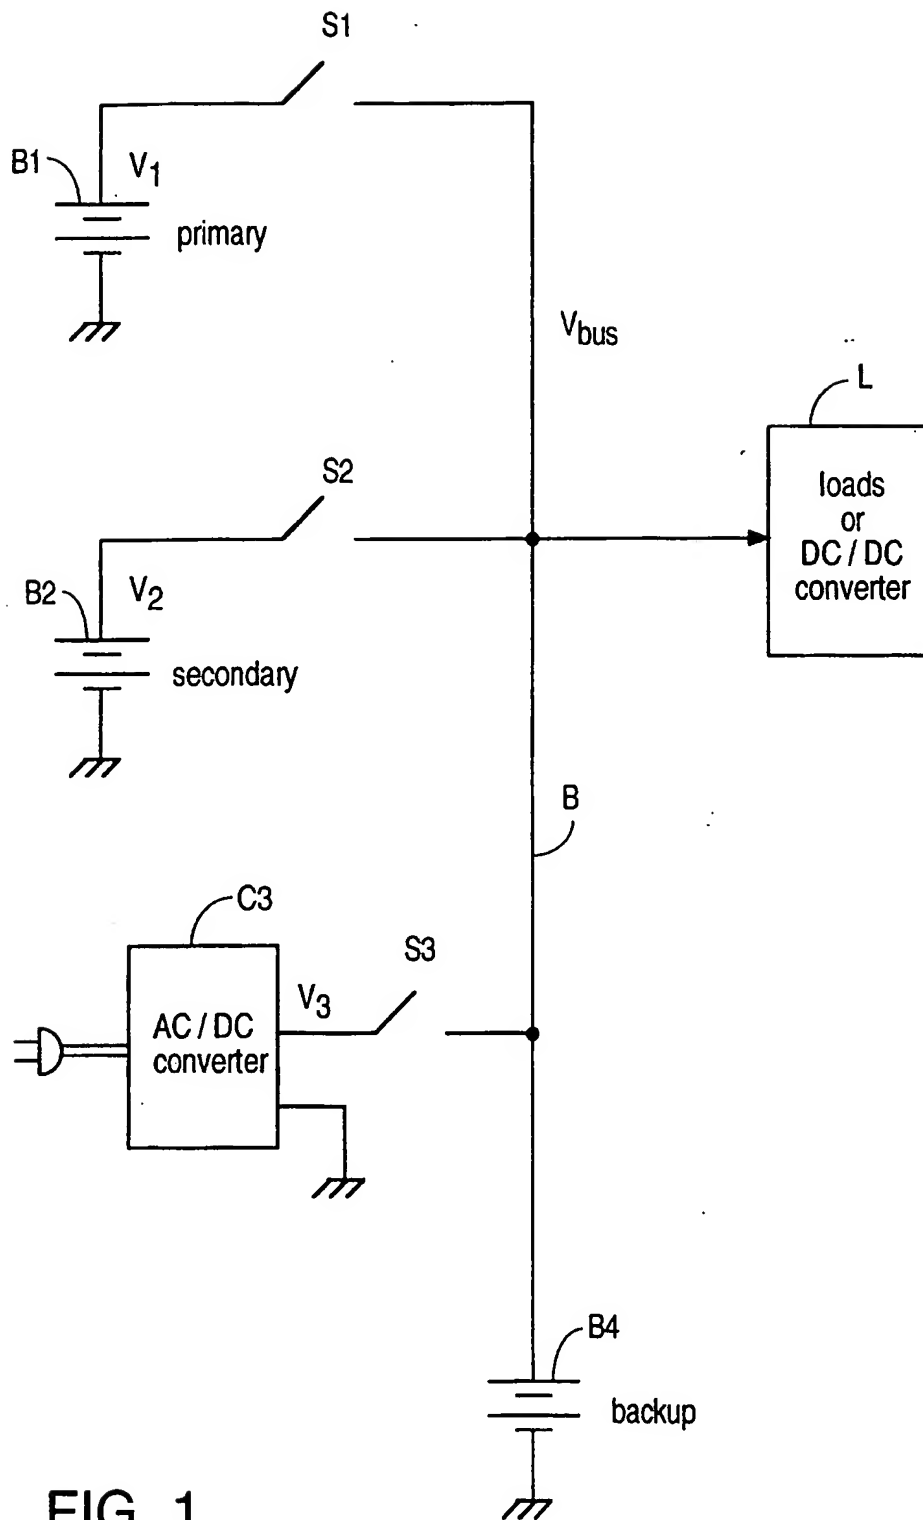 S1
B1
V1
primary
Vbus
L
loads
or
DC / DC
converter
S2
B2
V2
secondary
B
C3
S3
V3
AC / DC
converter
B4
backup
FIG. 1